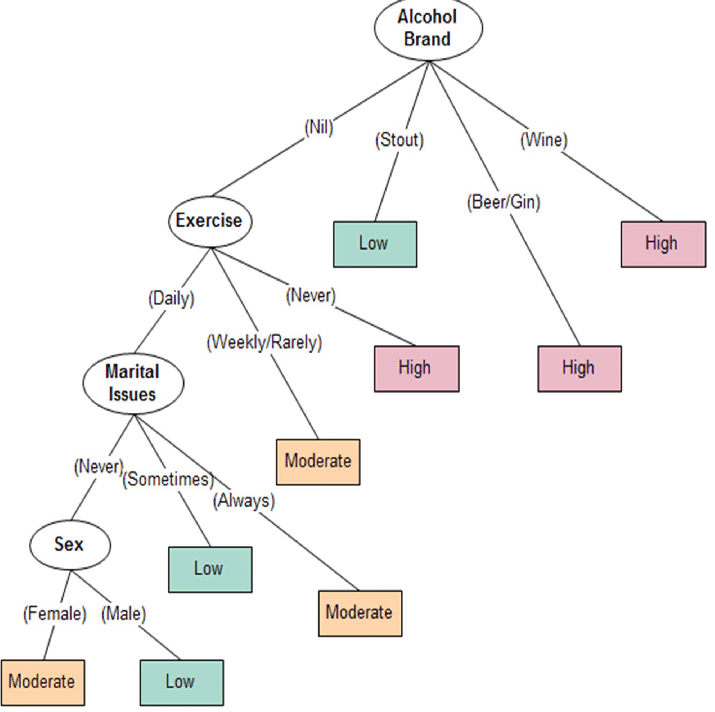 Alcohol
Brand
(Nil)
(Stout)
(Wine)
(Beer/Gin)
Exercise
Low
High
(Daily)
(Never)
(Weekly/Rarely)
Marital
Issues
High
High
Moderate
(Never)
(Sometimes)
(Always)
Sex
Low
(Female)
(Male)
Moderate
Moderate
Low